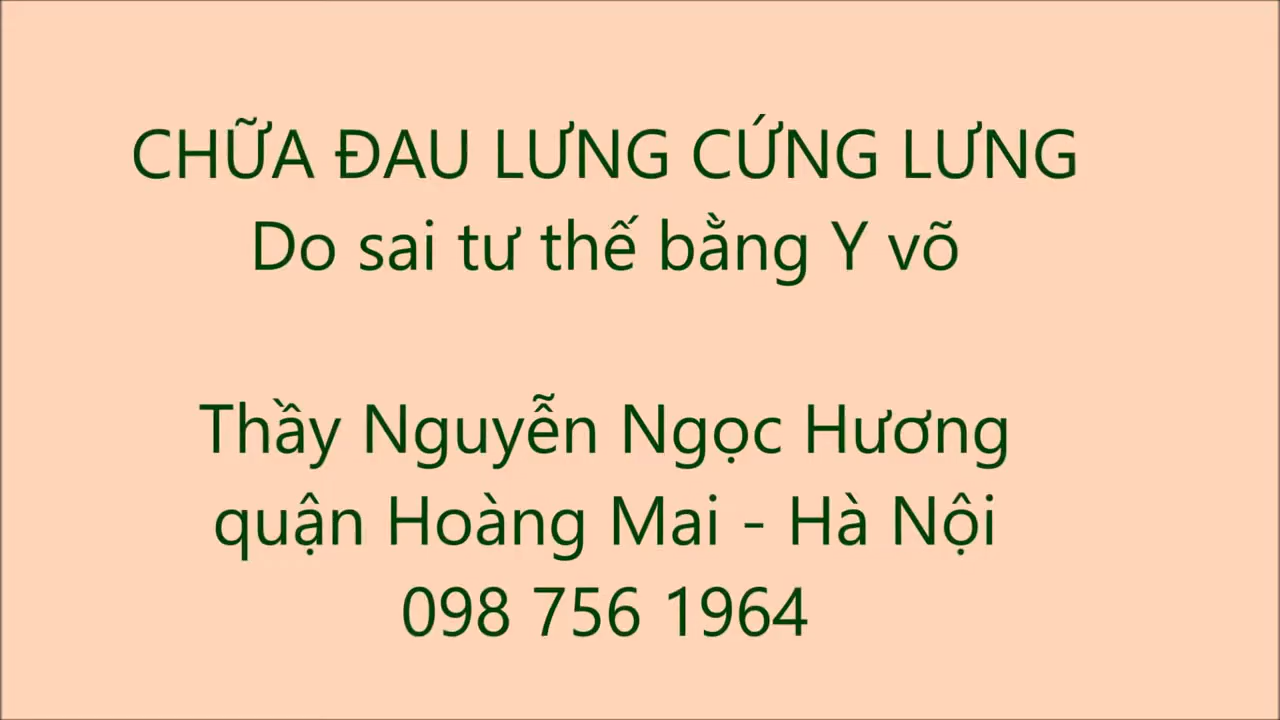 CHỮA ĐAU LƯNG CỨNG LƯNG
Do sai tư thế bằng Y võ
Thầy Nguyễn Ngọc Hương
quận Hoàng Mai - Hà Nội
098 756 1964